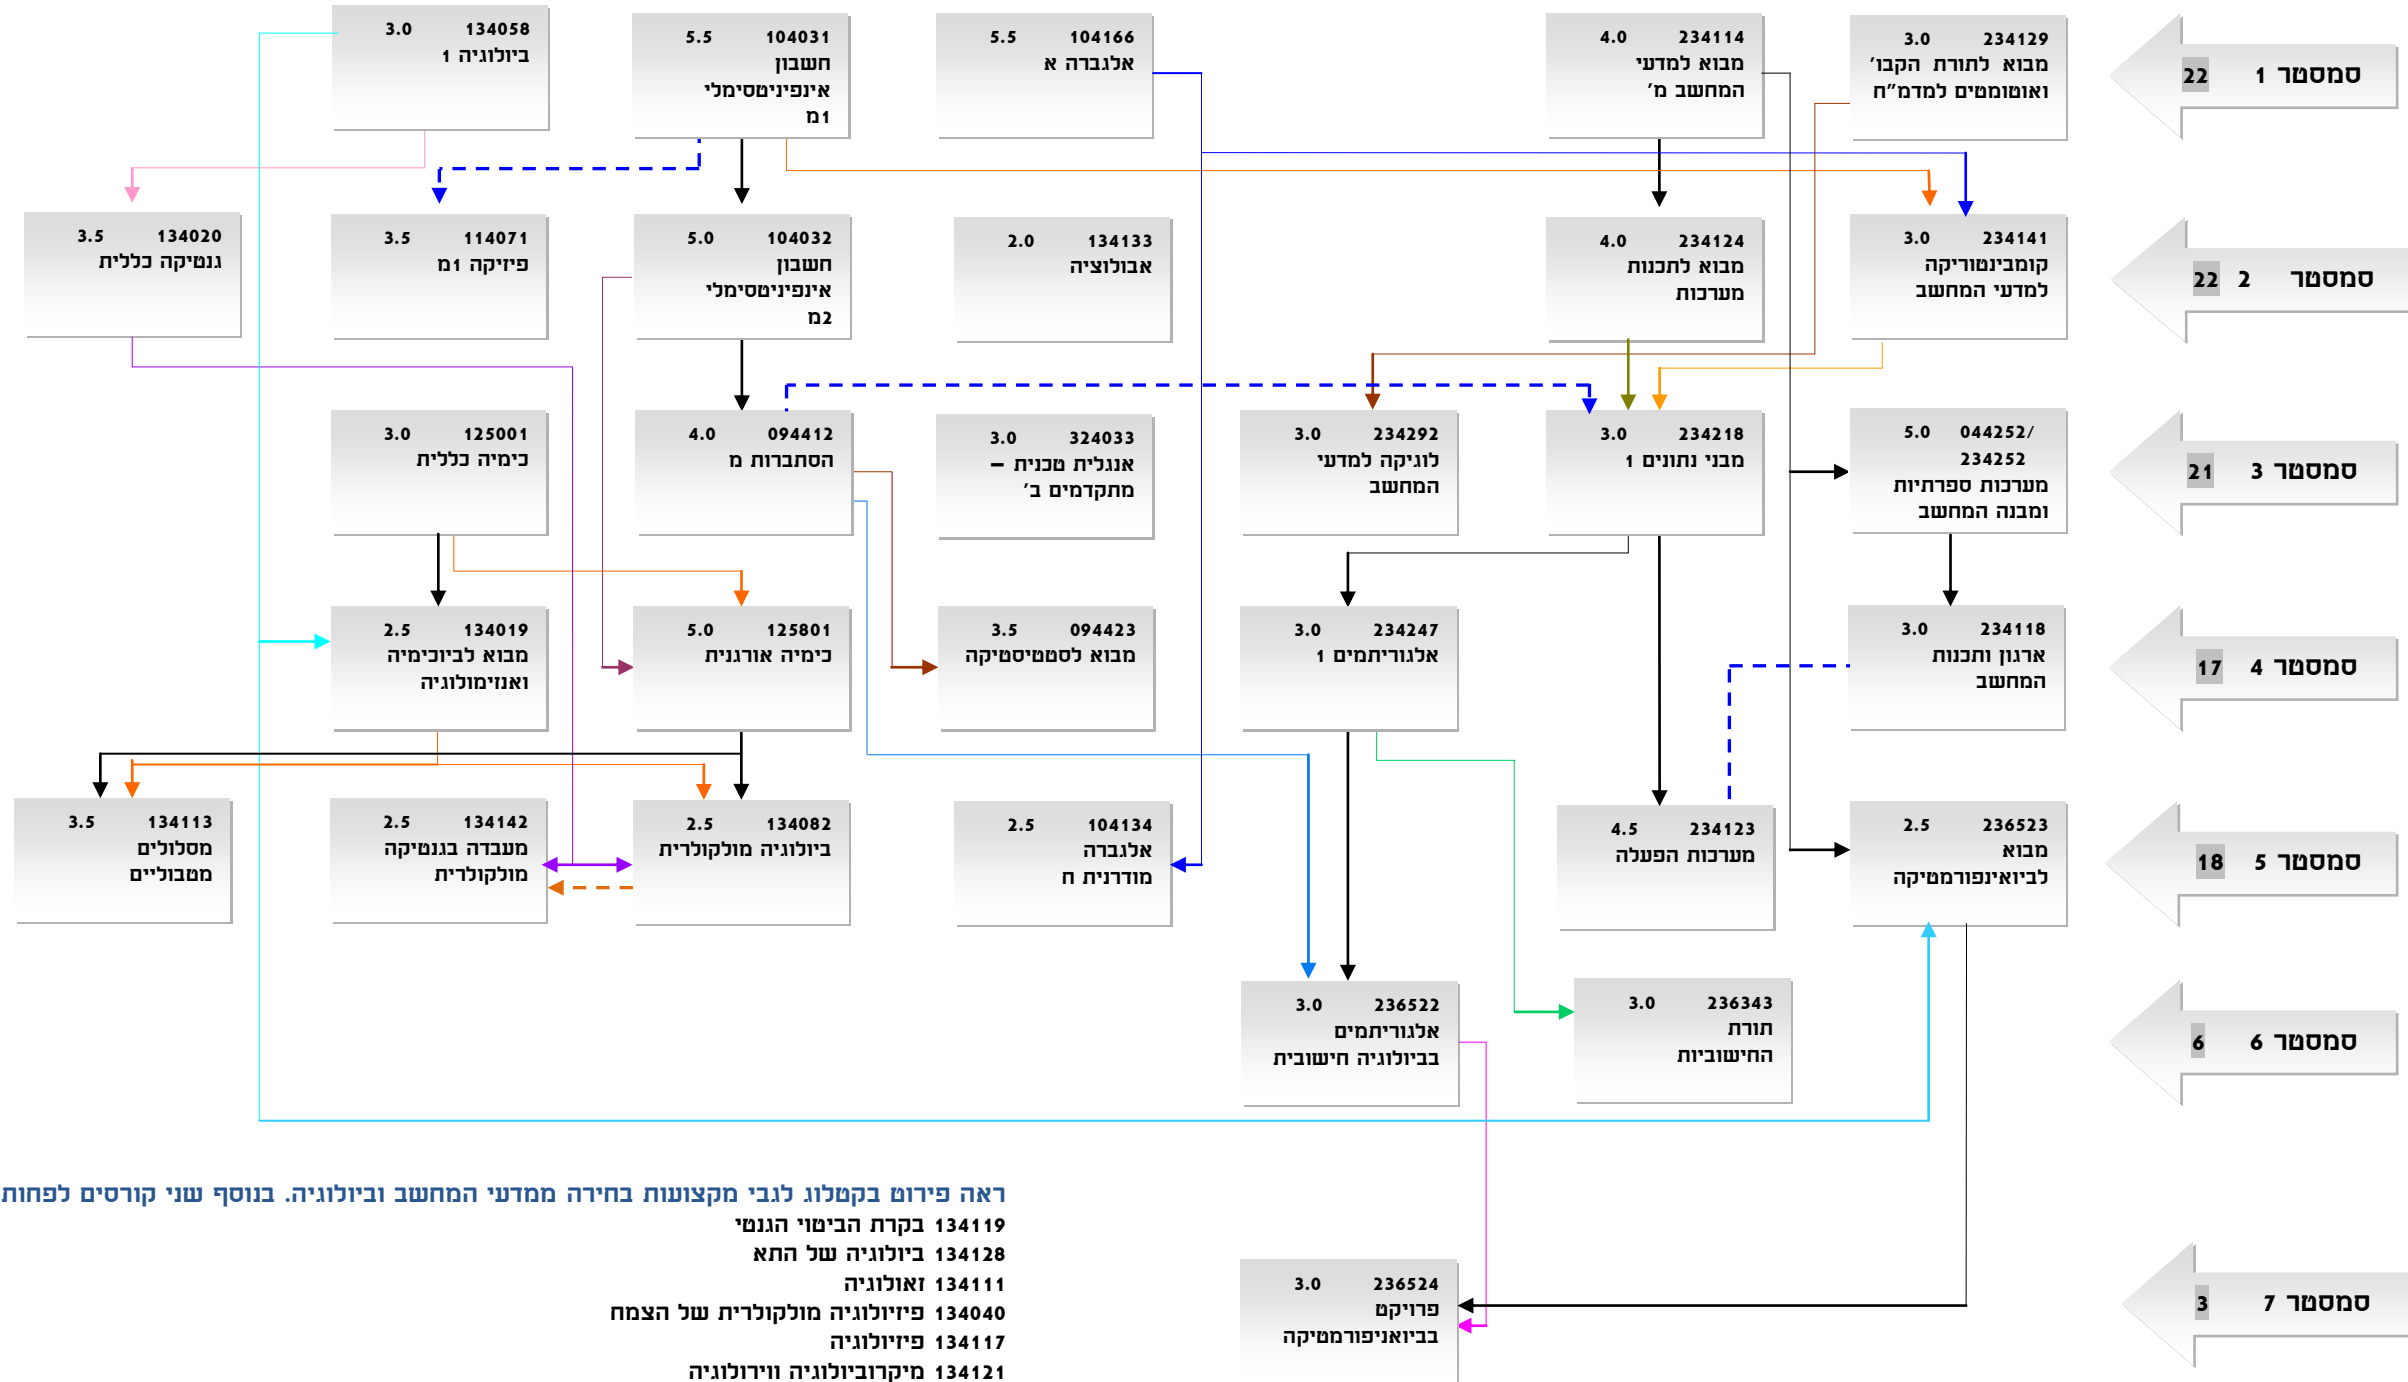 סמסטר 1 22
234129 3.0
מבוא לתורת הקבו'
ואוטומטים למדמ"ח
234114 4.0
מבוא למדעי
המחשב מ'
104166 5.5
אלגברה א
104031 5.5
חשבון
אינפיניטסימלי
1מ
134058 3.0
ביולוגיה 1
סמסטר 2 22
234141 3.0
קומבינטוריקה
למדעי המחשב
234124 4.0
מבוא לתכנות
מערכות
134133 2.0
אבולוציה
104032 5.0
חשבון
אינפיניטסימלי
2מ
114071 3.5
פיזיקה 1מ
134020 3.5
גנטיקה כללית
סמסטר 3 21
044252/ 5.0
234252
מערכות ספרתיות
ומבנה המחשב
234218 3.0
מבני נתונים 1
234292 3.0
לוגיקה למדעי
המחשב
324033 3.0
אנגלית טכנית –
מתקדמים ב'
094412 4.0
הסתברות מ
125001 3.0
כימיה כללית
סמסטר 4 17
234118 3.0
ארגון ותכנות
המחשב
234247 3.0
אלגוריתמים 1
094423 3.5
מבוא לסטטיסטיקה
125801 5.0
כימיה אורגנית
134019 2.5
מבוא לביוכימיה
ואנזימולוגיה
סמסטר 5 18
236523 2.5
מבוא
לביואינפורמטיקה
234123 4.5
מערכות הפעלה
104134 2.5
אלגברה
מודרנית ח
134082 2.5
ביולוגיה מולקולרית
134142 2.5
מעבדה בגנטיקה
מולקולרית
134113 3.5
מסלולים
מטבוליים
סמסטר 6 6
236343 3.0
תורת
החישוביות
236522 3.0
אלגוריתמים
בביולוגיה חישובית
סמסטר 7 3
236524 3.0
פרויקט
בביואניפורמטיקה
ראה פירוט בקטלוג לגבי מקצועות בחירה ממדעי המחשב וביולוגיה. בנוסף שני קורסים לפחות
134119 בקרת הביטוי הגנטי
134128 ביולוגיה של התא
134111 זאולוגיה
134040 פיזיולוגיה מולקולרית של הצמח
134117 פיזיולוגיה
134121 מיקרוביולוגיה ווירולוגיה